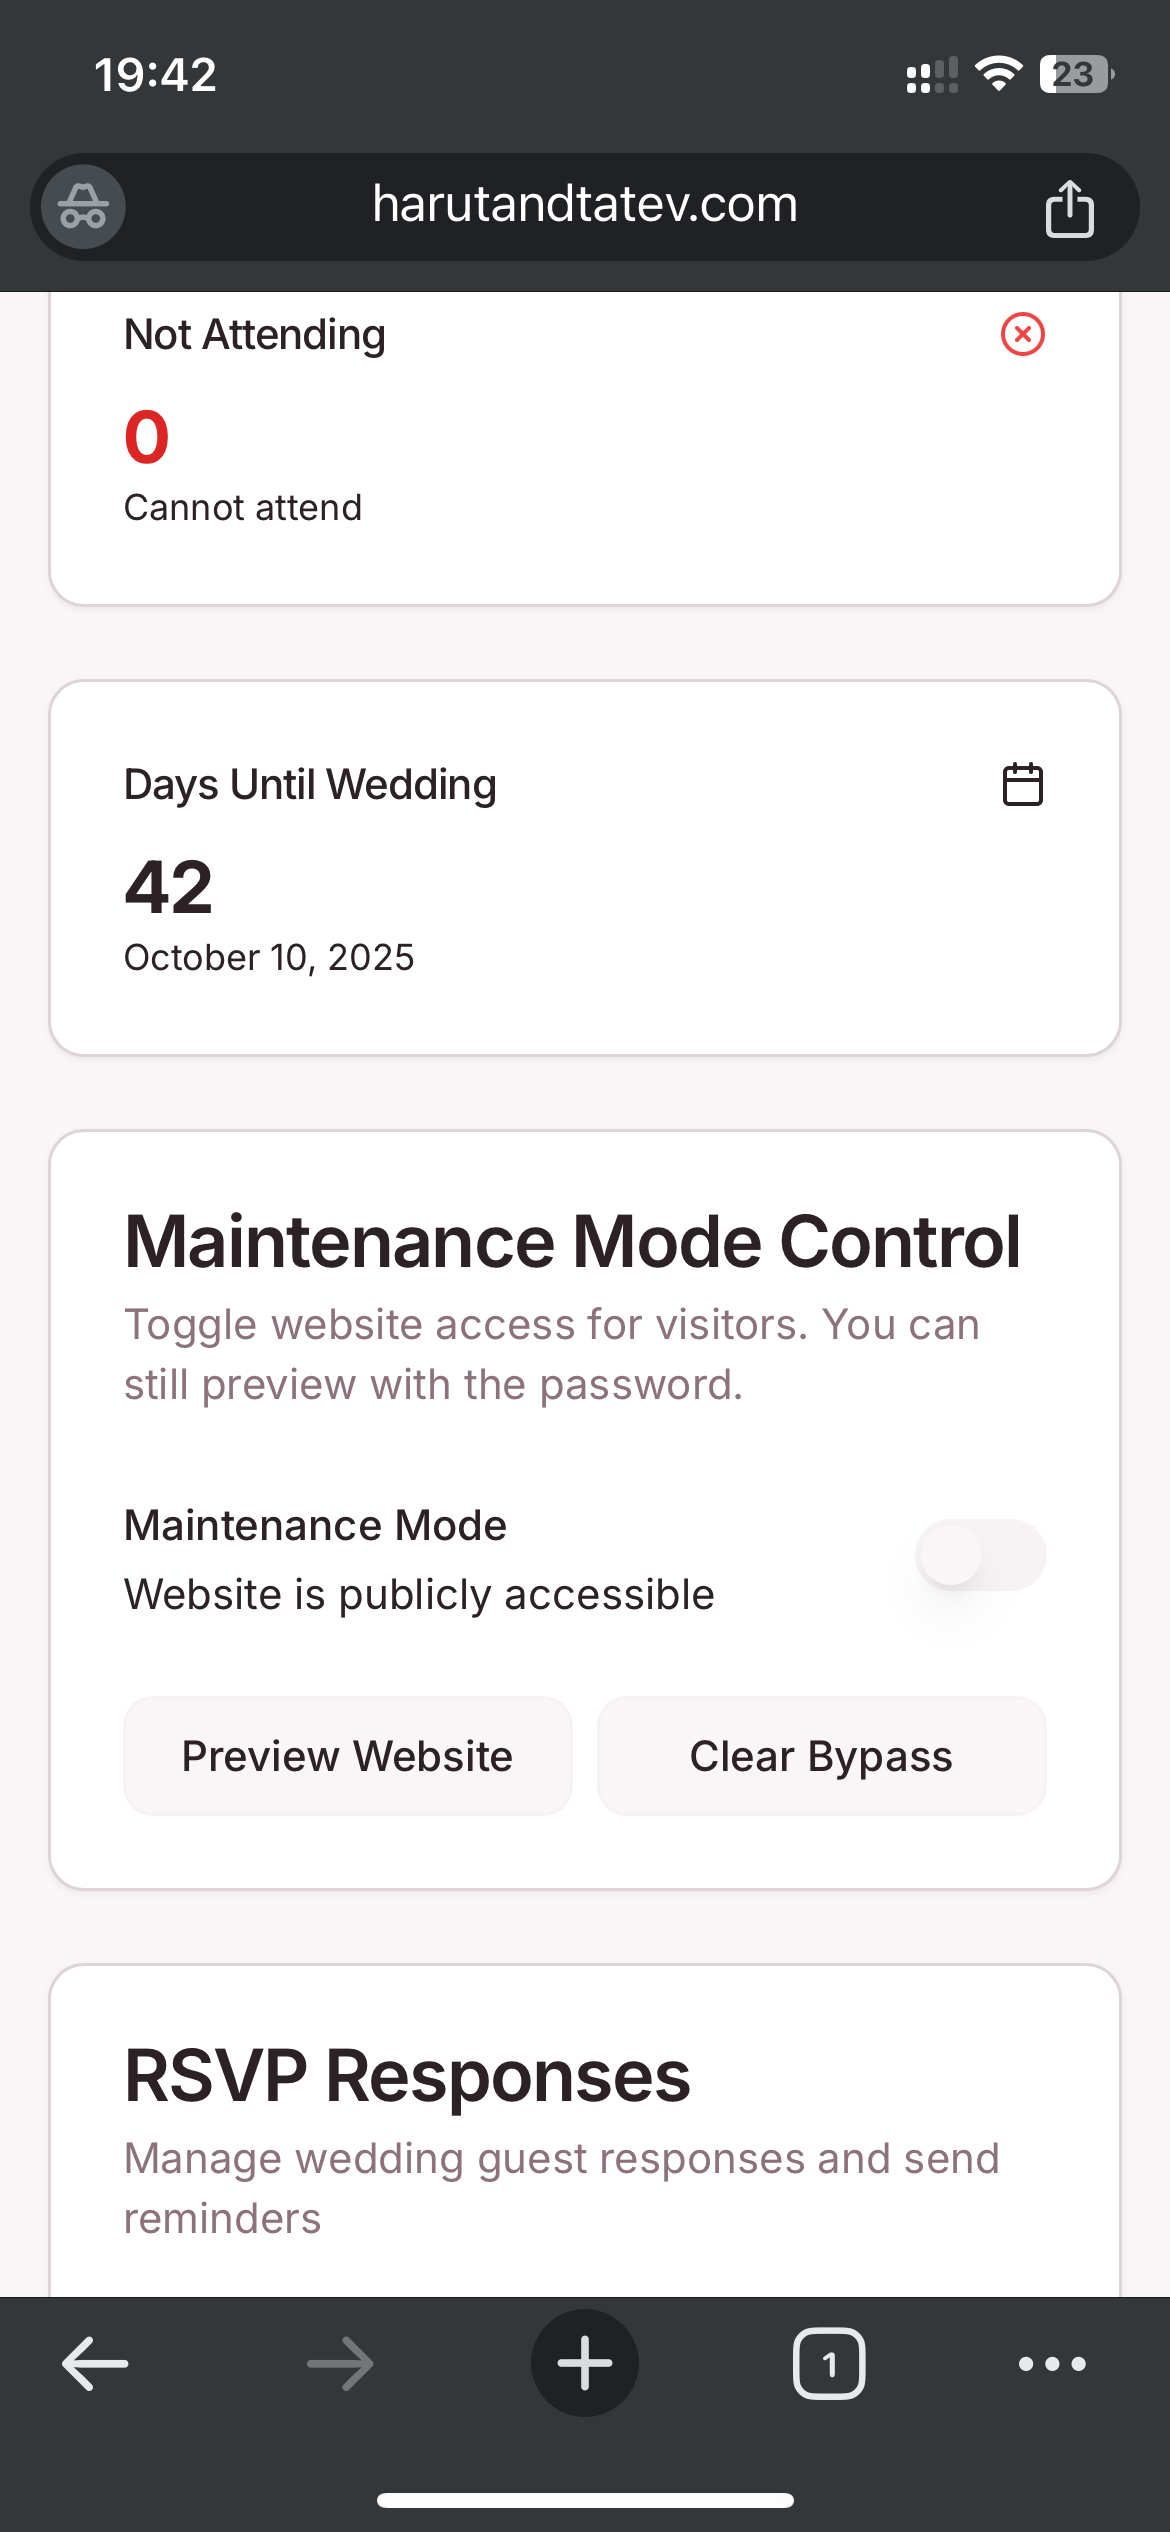 19:42
23
harutandtatev.com
Not Attending
0
Cannot attend
Days Until Wedding
42
October 10, 2025
Maintenance Mode Control
Toggle website access for visitors. You can
still preview with the password.
Maintenance Mode
Website is publicly accessible
Preview Website
Clear Bypass
RSVP Responses
Manage wedding guest responses and send
reminders
1